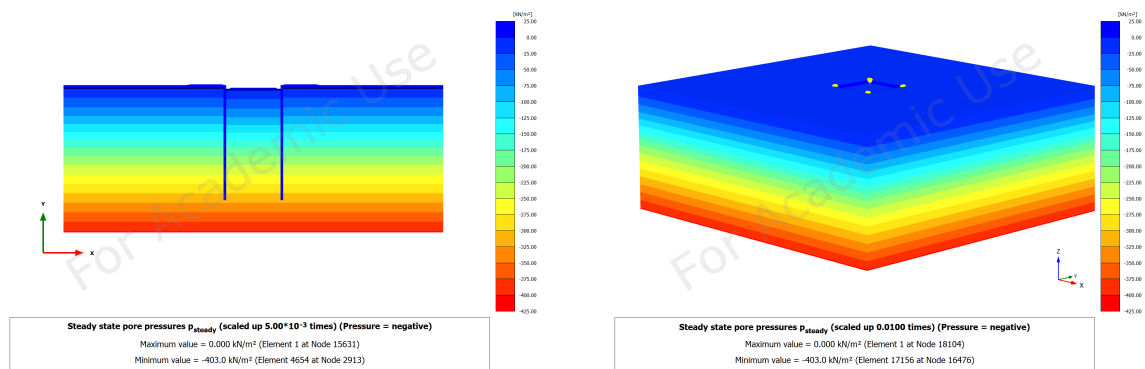 [kN/m²]
25.00
0.00
-25.00
-50.00
-75.00
-100.00
-125.00
-150.00
-175.00
-200.00
-225.00
-250.00
-275.00
-300.00
-325.00
-350.00
-375.00
-400.00
-425.00
For Academic Use
Y
x
Steady state pore pressures p_steady (scaled up 5.00*10⁻³ times) (Pressure = negative)
Maximum value = 0.000 kN/m² (Element 1 at Node 15631)
Minimum value = -403.0 kN/m² (Element 4654 at Node 2913)
[kN/m²]
25.00
0.00
-25.00
-50.00
-75.00
-100.00
-125.00
-150.00
-175.00
-200.00
-225.00
-250.00
-275.00
-300.00
-325.00
-350.00
-375.00
-400.00
-425.00
For Academic Use
Z
Y
X
Steady state pore pressures p_steady (scaled up 0.0100 times) (Pressure = negative)
Maximum value = 0.000 kN/m² (Element 1 at Node 18104)
Minimum value = -403.0 kN/m² (Element 17156 at Node 16476)